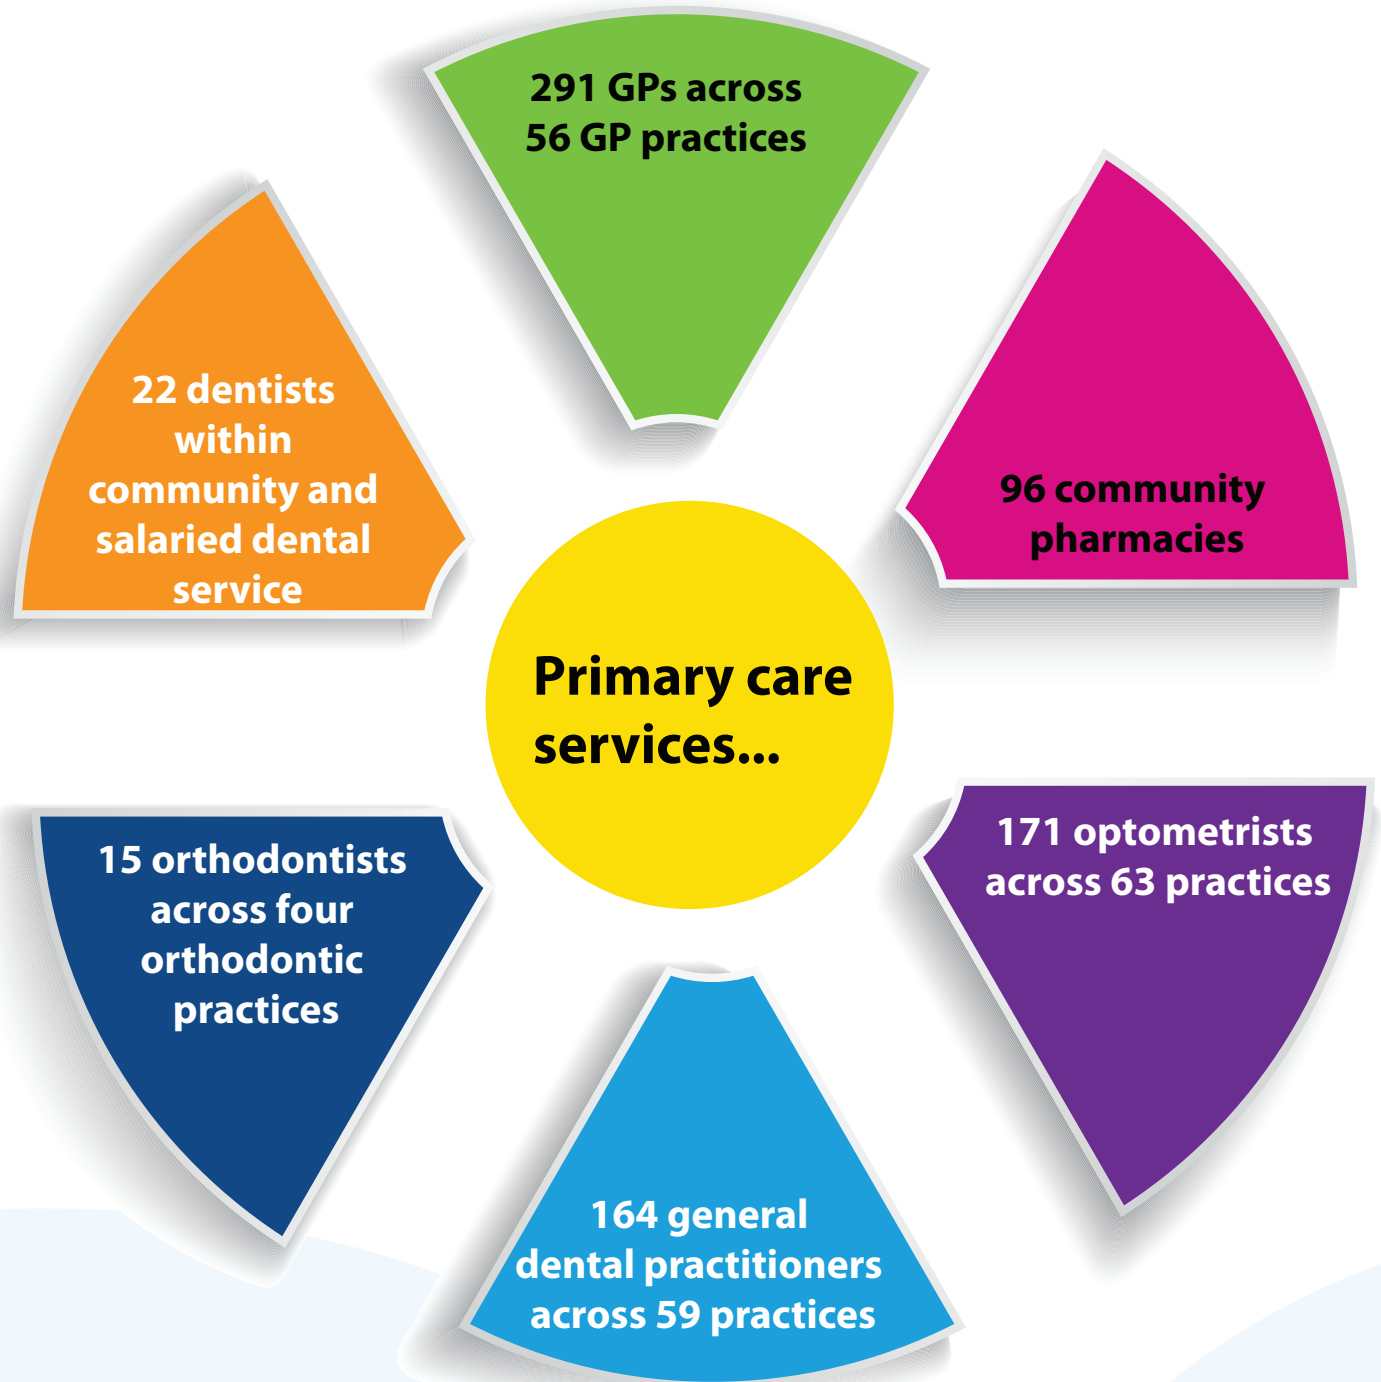 291 GPs across
56 GP practices
96 community
pharmacies
171 optometrists
across 63 practices
164 general
dental practitioners
across 59 practices
15 orthodontists
across four
orthodontic
practices
22 dentists
within
community and
salaried dental
service
Primary care
services...